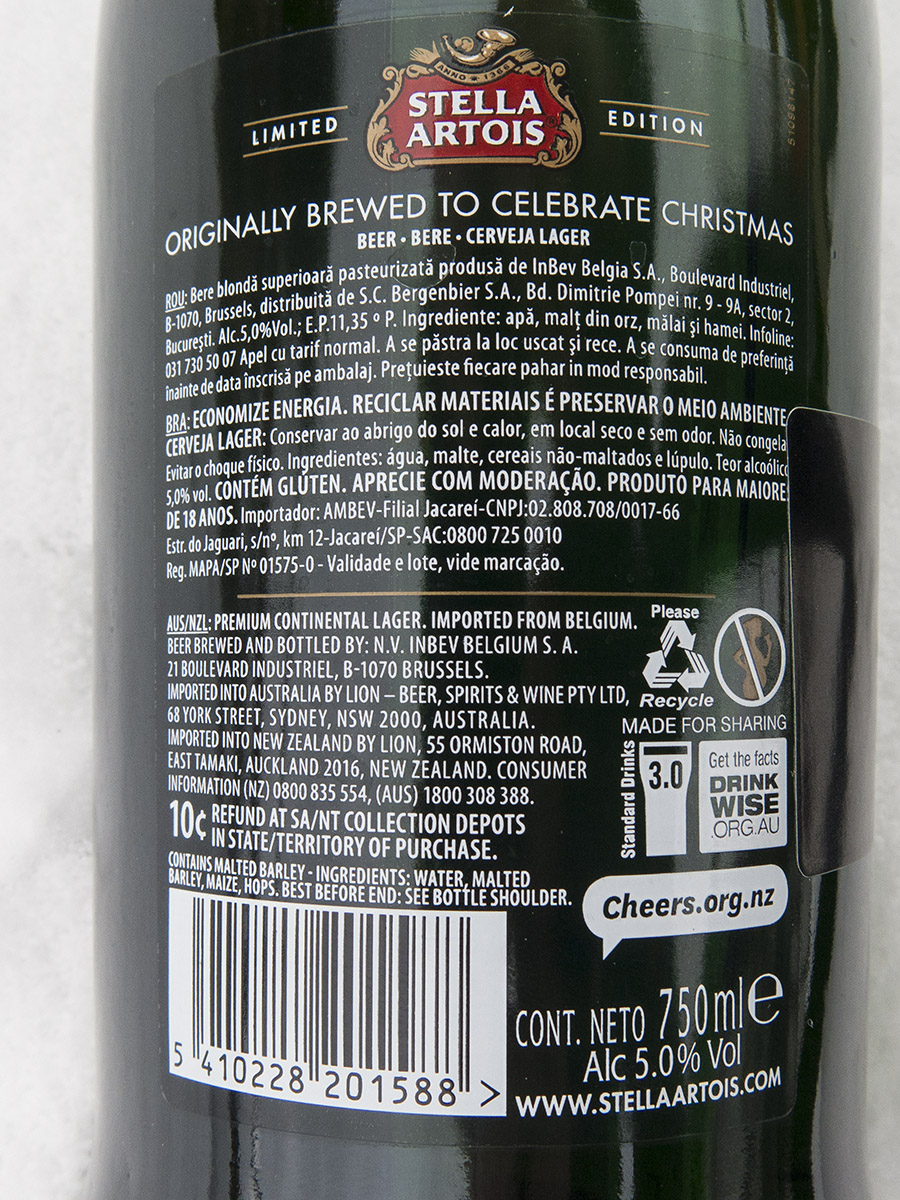 ANNO 1366
STELLA
ARTOIS
LIMITED
EDITION
51098147
ORIGINALLY BREWED TO CELEBRATE CHRISTMAS
BEER • BERE • CERVEJA LAGER
ROU: Bere blondă superioară pasteurizată produsă de InBev Belgia S.A., Boulevard Industriel,
B-1070, Brussels, distribuită de S.C. Bergenbier S.A., Bd. Dimitrie Pompei nr. 9 - 9A, sector 2,
Bucureşti. Alc.5,0%Vol.; E.P.11,35 º P. Ingrediente: apă, malţ din orz, mălai şi hamei. Infoline:
031 730 50 07 Apel cu tarif normal. A se păstra la loc uscat şi rece. A se consuma de preferinţă
înainte de data înscrisă pe ambalaj. Preţuieste fiecare pahar in mod responsabil.
BRA: ECONOMIZE ENERGIA. RECICLAR MATERIAIS É PRESERVAR O MEIO AMBIENTE
CERVEJA LAGER: Conservar ao abrigo do sol e calor, em local seco e sem odor. Não congela
Evitar o choque físico. Ingredientes: água, malte, cereais não-maltados e lúpulo. Teor alcoólic
5,0% vol. CONTÉM GLÚTEN. APRECIE COM MODERAÇÃO. PRODUTO PARA MAIORE
DE 18 ANOS. Importador: AMBEV-Filial Jacareí-CNPJ:02.808.708/0017-66
Estr. do Jaguari, s/nº, km 12-Jacareí/SP-SAC:0800 725 0010
Reg. MAPA/SP Nº 01575-0 - Validade e lote, vide marcação.
AUS/NZL: PREMIUM CONTINENTAL LAGER. IMPORTED FROM BELGIUM.
BEER BREWED AND BOTTLED BY: N.V. INBEV BELGIUM S. A.
21 BOULEVARD INDUSTRIEL, B-1070 BRUSSELS.
IMPORTED INTO AUSTRALIA BY LION – BEER, SPIRITS & WINE PTY LTD,
68 YORK STREET, SYDNEY, NSW 2000, AUSTRALIA.
IMPORTED INTO NEW ZEALAND BY LION, 55 ORMISTON ROAD,
EAST TAMAKI, AUCKLAND 2016, NEW ZEALAND. CONSUMER
INFORMATION (NZ) 0800 835 554, (AUS) 1800 308 388.
10¢ REFUND AT SA/NT COLLECTION DEPOTS
IN STATE/TERRITORY OF PURCHASE.
CONTAINS MALTED BARLEY - INGREDIENTS: WATER, MALTED
BARLEY, MAIZE, HOPS. BEST BEFORE END: SEE BOTTLE SHOULDER.
Please
Recycle
MADE FOR SHARING
Standard Drinks
3.0
Get the facts
DRINK
WISE
.ORG.AU
Cheers.org.nz
5 410228 201588 >
CONT. NETO 750ml e
Alc 5.0% Vol
WWW.STELLAARTOIS.COM